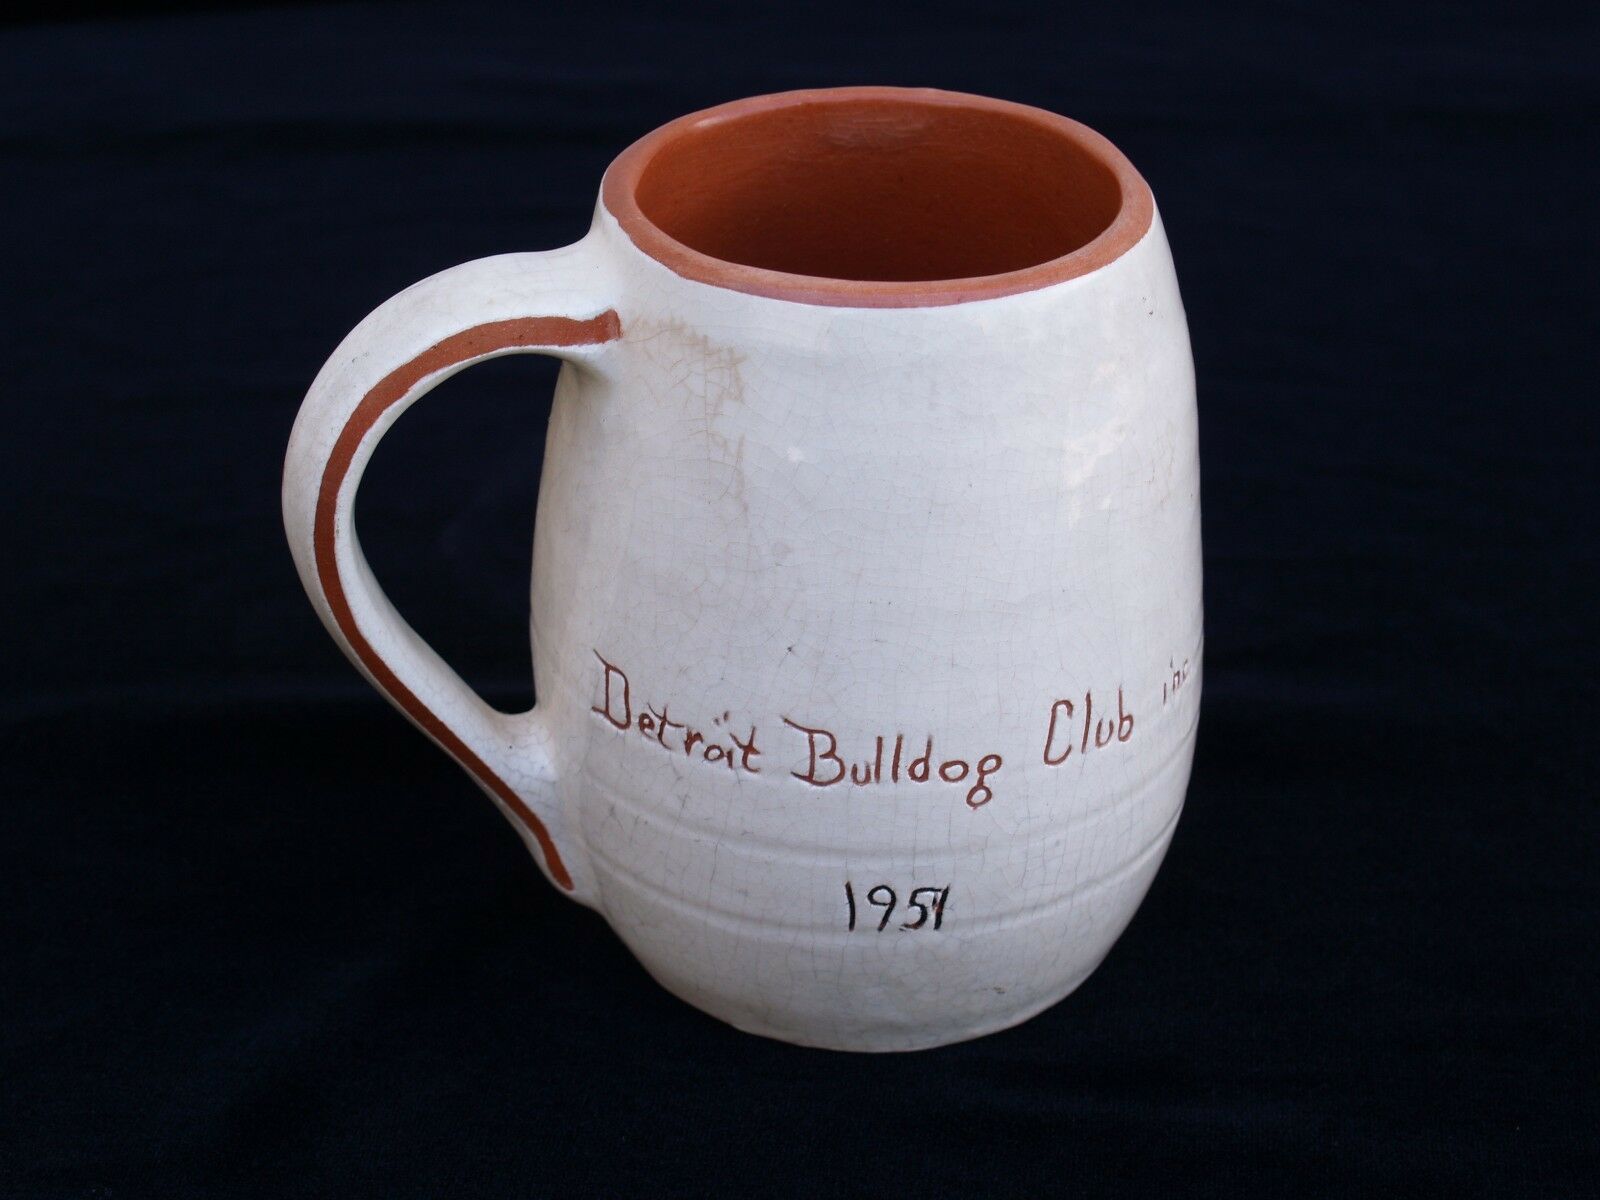 Detroit Bulldog Club inc.
1951